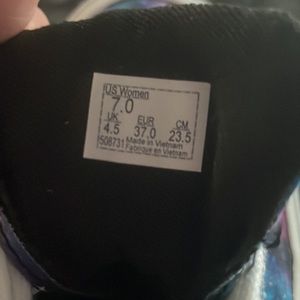 US Women
7.0
UK EUR CM
4.5 37.0 23.5
508731 Made in Vietnam
Fabriqué en Vietnam